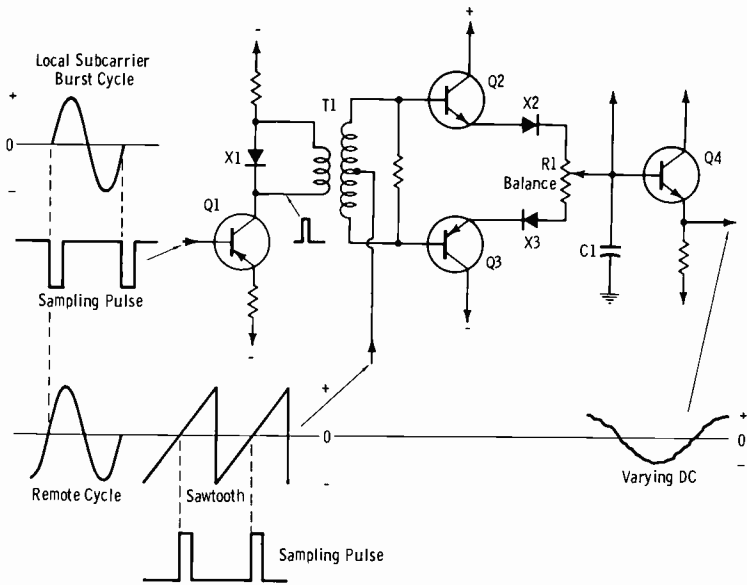 Local Subcarrier
Burst Cycle
+
0
-
Sampling Pulse
-
X1
Q1
-
T1
+
Q2
X2
R1
Balance
X3
Q3
-
C1
Q4
-
+
0
-
Remote Cycle
Sawtooth
Sampling Pulse
+
0
-
Varying DC